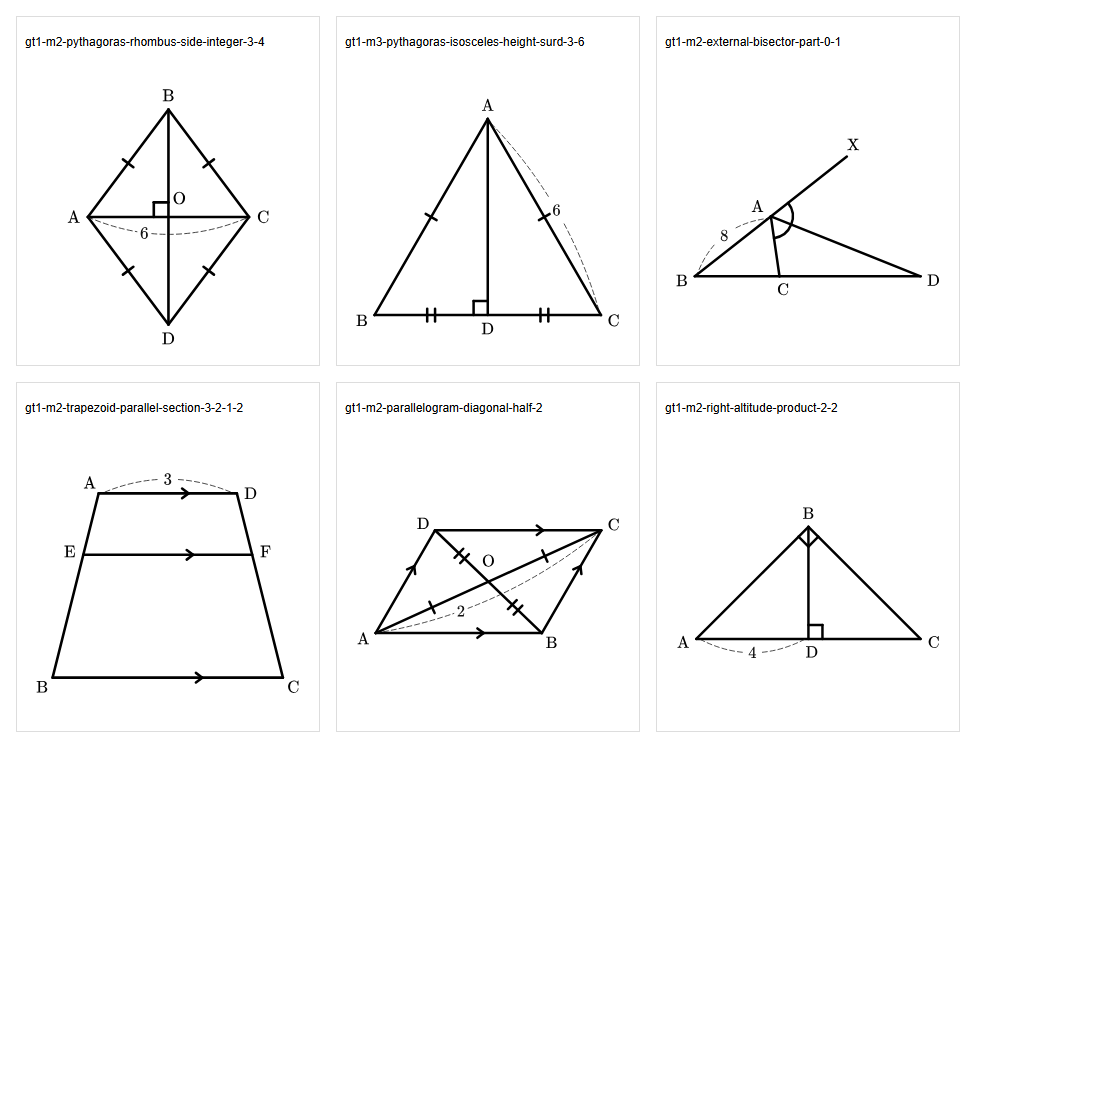 gt1-m2-pythagoras-rhombus-side-integer-3-4
B
O
A
C
6
D
gt1-m3-pythagoras-isosceles-height-surd-3-6
A
6
B
D
C
gt1-m2-external-bisector-part-0-1
X
A
8
B
C
D
gt1-m2-trapezoid-parallel-section-3-2-1-2
3
A
D
E
F
B
C
gt1-m2-parallelogram-diagonal-half-2
D
C
O
2
A
B
gt1-m2-right-altitude-product-2-2
B
A
C
4
D